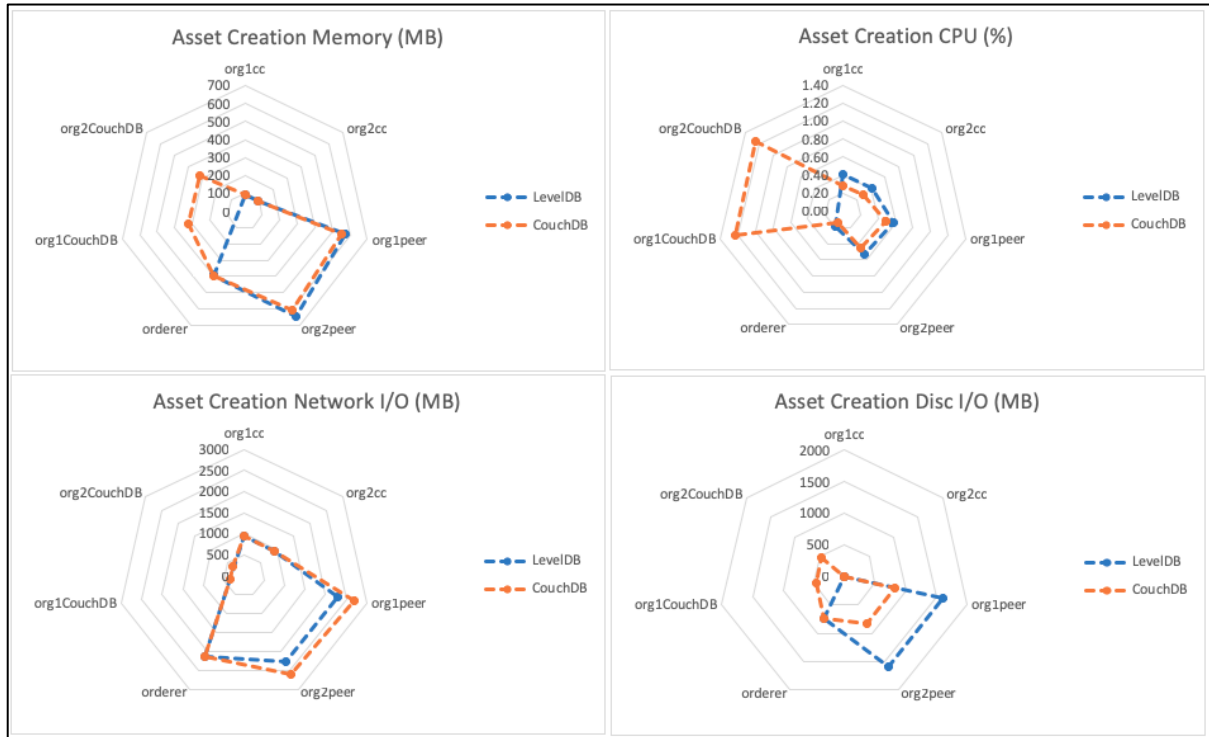 Asset Creation Memory (MB)
org1cc
700
600
500
400
300
200
100
0
org2cc
org1peer
org2peer
orderer
org1CouchDB
org2CouchDB
LevelDB
CouchDB
Asset Creation CPU (%)
org1cc
1.40
1.20
1.00
0.80
0.60
0.40
0.20
0.00
org2cc
org1peer
org2peer
orderer
org1CouchDB
org2CouchDB
LevelDB
CouchDB
Asset Creation Network I/O (MB)
org1cc
3000
2500
2000
1500
1000
500
0
org2cc
org1peer
org2peer
orderer
org1CouchDB
org2CouchDB
LevelDB
CouchDB
Asset Creation Disc I/O (MB)
org1cc
2000
1500
1000
500
0
org2cc
org1peer
org2peer
orderer
org1CouchDB
org2CouchDB
LevelDB
CouchDB